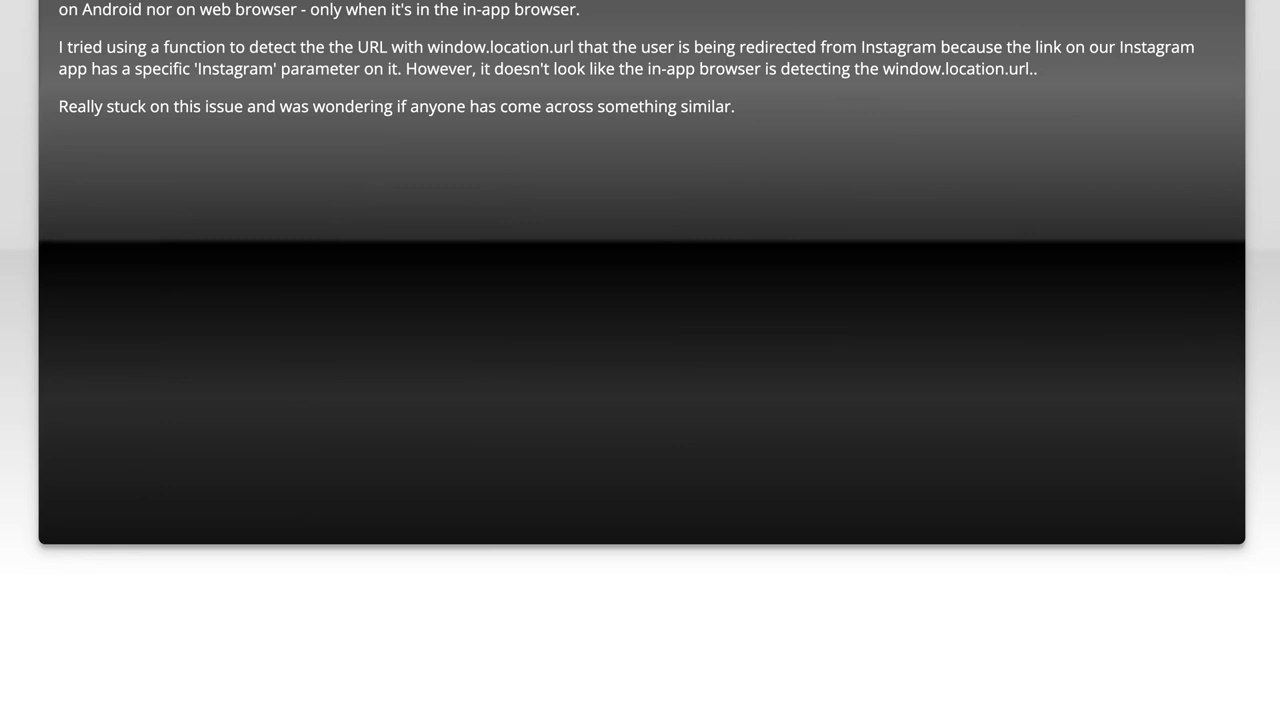 on Android nor on web browser - only when it's in the in-app browser.
I tried using a function to detect the the URL with window.location.url that the user is being redirected from Instagram because the link on our Instagram
app has a specific 'Instagram' parameter on it. However, it doesn't look like the in-app browser is detecting the window.location.url..
Really stuck on this issue and was wondering if anyone has come across something similar.